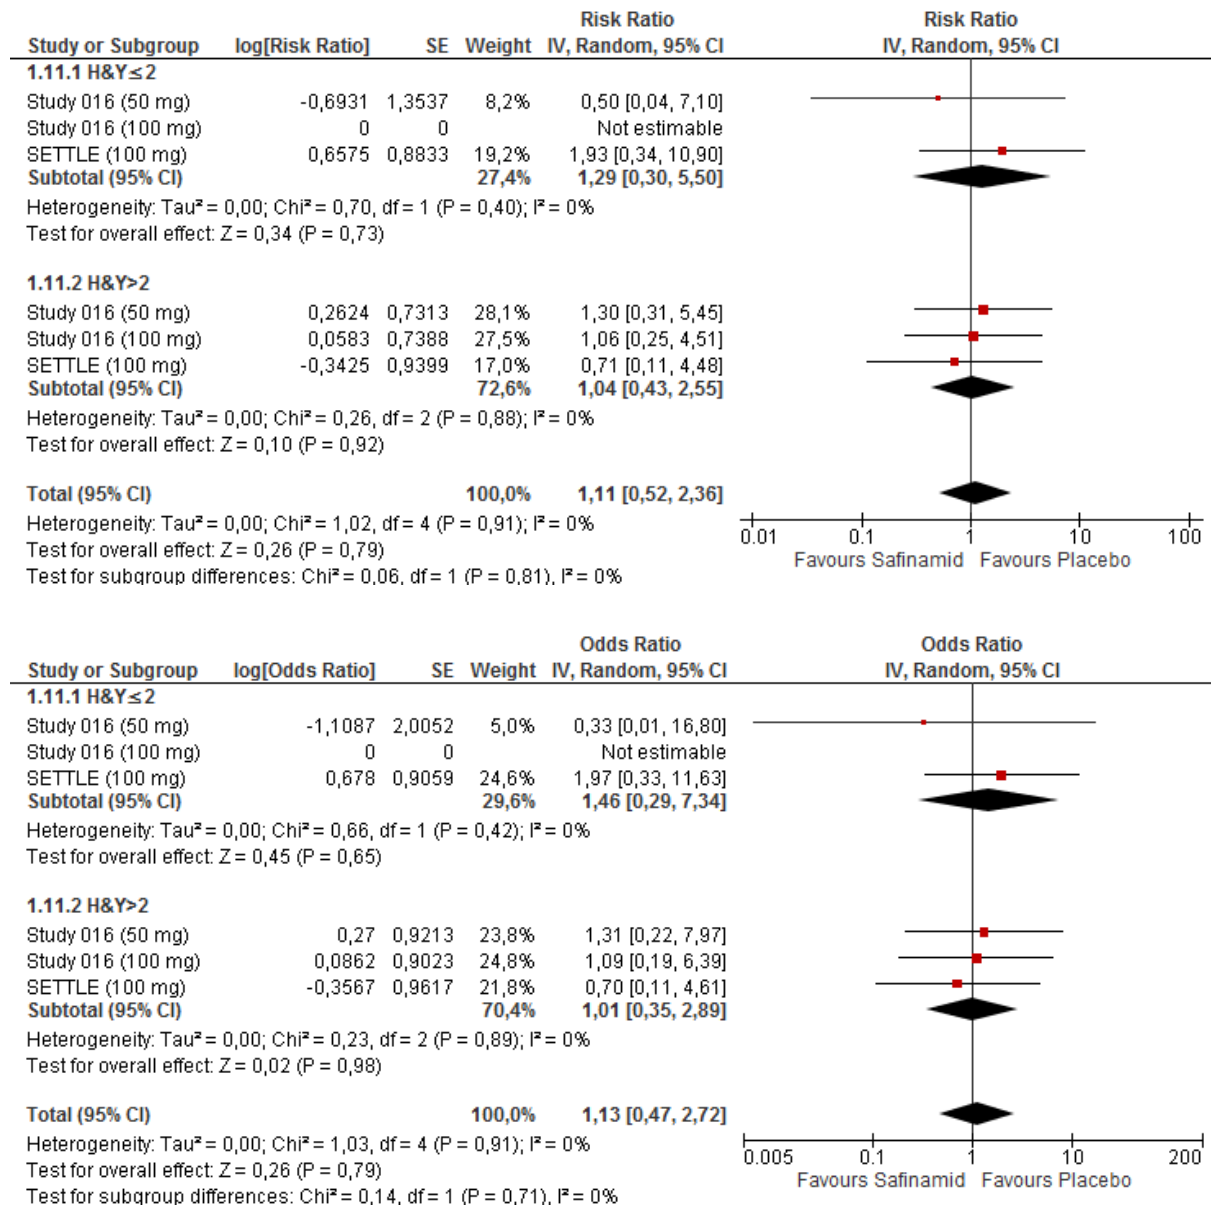 Risk Ratio Risk Ratio
Study or Subgroup log[Risk Ratio] SE Weight IV, Random, 95% CI IV, Random, 95% CI
1.11.1 H&Y≤2
Study 016 (50 mg) -0,6931 1,3537 8,2% 0,50 [0,04, 7,10]
Study 016 (100 mg) 0 0 Not estimable
SETTLE (100 mg) 0,6575 0,8833 19,2% 1,93 [0,34, 10,90]
Subtotal (95% CI) 27,4% 1,29 [0,30, 5,50]
Heterogeneity: Tau² = 0,00; Chi² = 0,70, df = 1 (P = 0,40); I² = 0%
Test for overall effect: Z = 0,34 (P = 0,73)
1.11.2 H&Y>2
Study 016 (50 mg) 0,2624 0,7313 28,1% 1,30 [0,31, 5,45]
Study 016 (100 mg) 0,0583 0,7388 27,5% 1,06 [0,25, 4,51]
SETTLE (100 mg) -0,3425 0,9399 17,0% 0,71 [0,11, 4,48]
Subtotal (95% CI) 72,6% 1,04 [0,43, 2,55]
Heterogeneity: Tau² = 0,00; Chi² = 0,26, df = 2 (P = 0,88); I² = 0%
Test for overall effect: Z = 0,10 (P = 0,92)
Total (95% CI) 100,0% 1,11 [0,52, 2,36]
Heterogeneity: Tau² = 0,00; Chi² = 1,02, df = 4 (P = 0,91); I² = 0%
Test for overall effect: Z = 0,26 (P = 0,79)
Test for subgroup differences: Chi² = 0,06, df = 1 (P = 0,81), I² = 0%
0.01 0.1 1 10 100
Favours Safinamid Favours Placebo
Odds Ratio Odds Ratio
Study or Subgroup log[Odds Ratio] SE Weight IV, Random, 95% CI IV, Random, 95% CI
1.11.1 H&Y≤2
Study 016 (50 mg) -1,1087 2,0052 5,0% 0,33 [0,01, 16,80]
Study 016 (100 mg) 0 0 Not estimable
SETTLE (100 mg) 0,678 0,9059 24,6% 1,97 [0,33, 11,63]
Subtotal (95% CI) 29,6% 1,46 [0,29, 7,34]
Heterogeneity: Tau² = 0,00; Chi² = 0,66, df = 1 (P = 0,42); I² = 0%
Test for overall effect: Z = 0,45 (P = 0,65)
1.11.2 H&Y>2
Study 016 (50 mg) 0,27 0,9213 23,8% 1,31 [0,22, 7,97]
Study 016 (100 mg) 0,0862 0,9023 24,8% 1,09 [0,19, 6,39]
SETTLE (100 mg) -0,3567 0,9617 21,8% 0,70 [0,11, 4,61]
Subtotal (95% CI) 70,4% 1,01 [0,35, 2,89]
Heterogeneity: Tau² = 0,00; Chi² = 0,23, df = 2 (P = 0,89); I² = 0%
Test for overall effect: Z = 0,02 (P = 0,98)
Total (95% CI) 100,0% 1,13 [0,47, 2,72]
Heterogeneity: Tau² = 0,00; Chi² = 1,03, df = 4 (P = 0,91); I² = 0%
Test for overall effect: Z = 0,26 (P = 0,79)
Test for subgroup differences: Chi² = 0,14, df = 1 (P = 0,71), I² = 0%
0.005 0.1 1 10 200
Favours Safinamid Favours Placebo